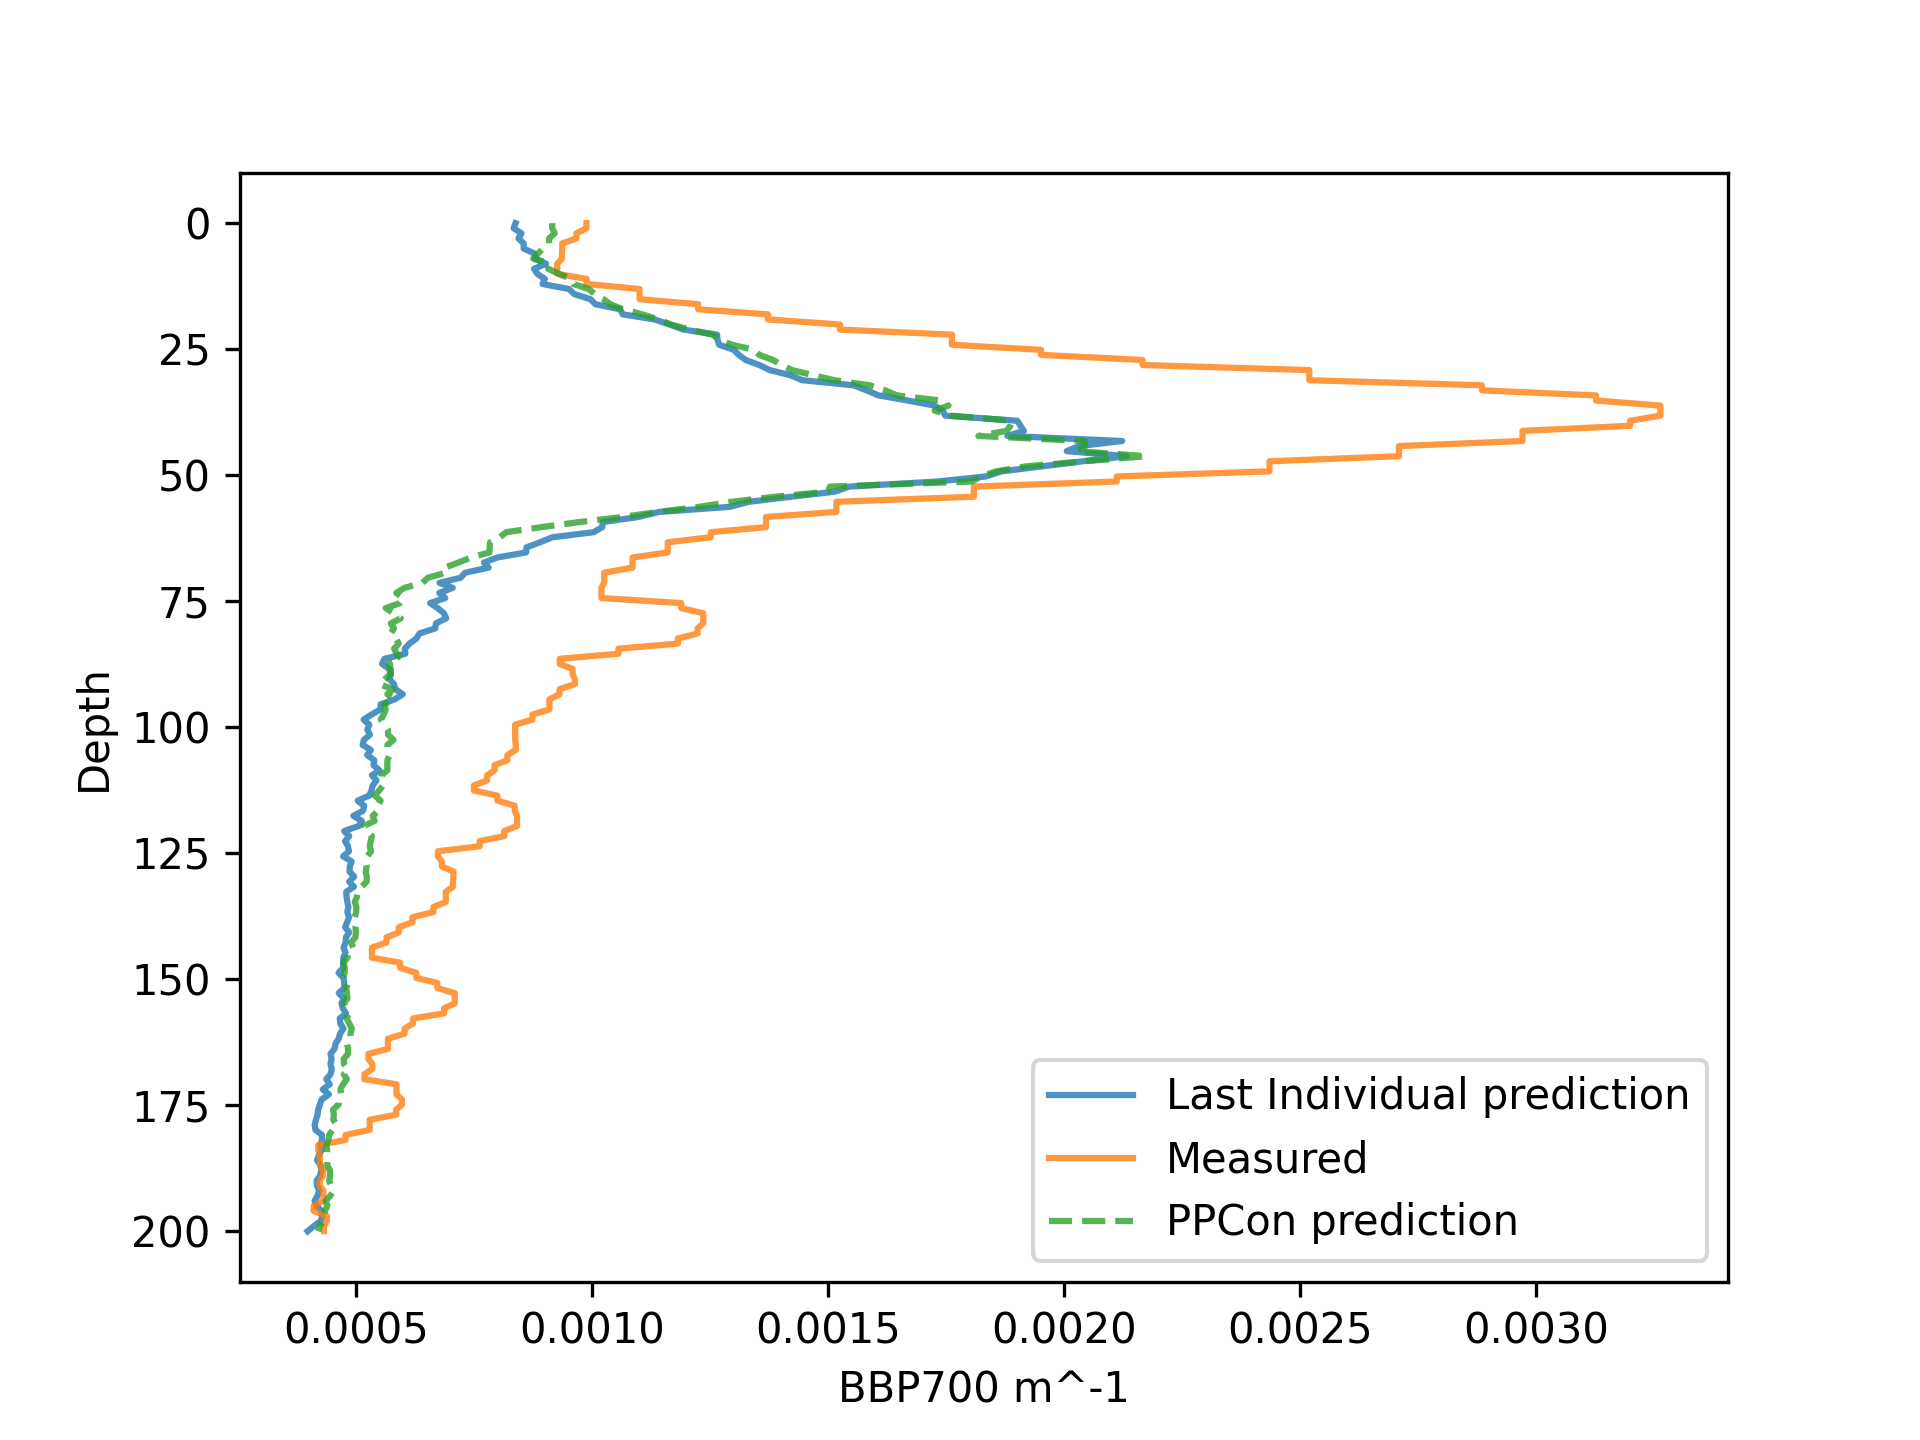 0
25
50
75
100
125
150
175
200
Depth
0.0005 0.0010 0.0015 0.0020 0.0025 0.0030
BBP700 m^-1
Last Individual prediction
Measured
PPCon prediction